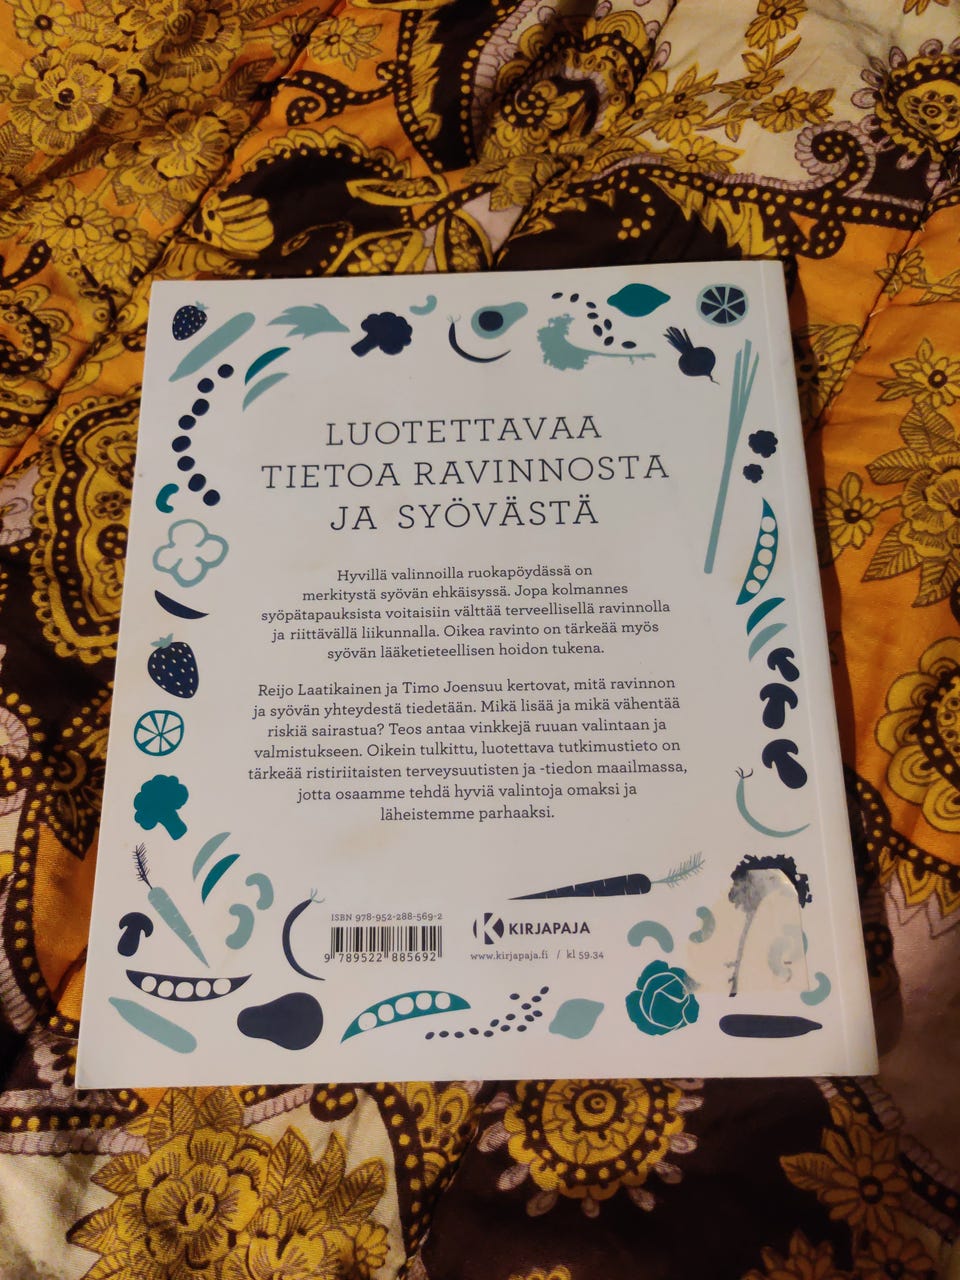 LUOTETTAVAA
TIETOA RAVINNOSTA
JA SYÖVÄSTÄ
Hyvillä valinnoilla ruokapöydässä on
merkitystä syövän ehkäisyssä. Jopa kolmannes
syöpätapauksista voitaisiin välttää terveellisellä ravinnolla
ja riittävällä liikunnalla. Oikea ravinto on tärkeää myös
syövän lääketieteellisen hoidon tukena.
Reijo Laatikainen ja Timo Joensuu kertovat, mitä ravinnon
ja syövän yhteydestä tiedetään. Mikä lisää ja mikä vähentää
riskiä sairastua? Teos antaa vinkkejä ruuan valintaan ja
valmistukseen. Oikein tulkittu, luotettava tutkimustieto on
tärkeää ristiriitaisten terveysuutisten ja -tiedon maailmassa,
jotta osaamme tehdä hyviä valintoja omaksi ja
läheistemme parhaaksi.
ISBN 978-952-288-569-2
9 789522 885692
K KIRJAPAJA
www.kirjapaja.fi / kl 59.34